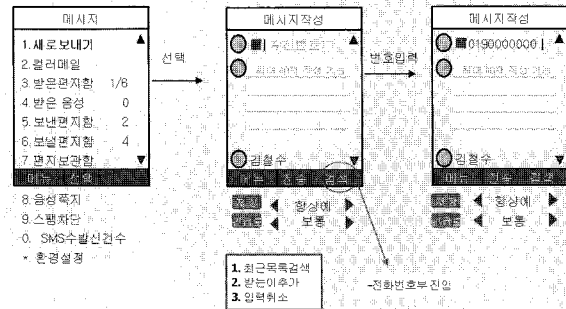 메시지
1.새로보내기
2.컬러메일
3.받은편지함 1/6
4.받은 음성 0
5.보낸편지함 2
6.보낼편지함 4
7.편지보관함
메뉴 선택
8.음성쪽지
9.스팸차단
0. SMS수발신건수
* 환경설정
선택
메시지작성
김철수
메뉴 전송 검색
항상예
보통
1. 최근목록검색
2. 받는이추가
3. 입력취소
-전화번호부 진입
번호입력
메시지작성
0190000000
김철수
메뉴 전송 검색
항상예
보통